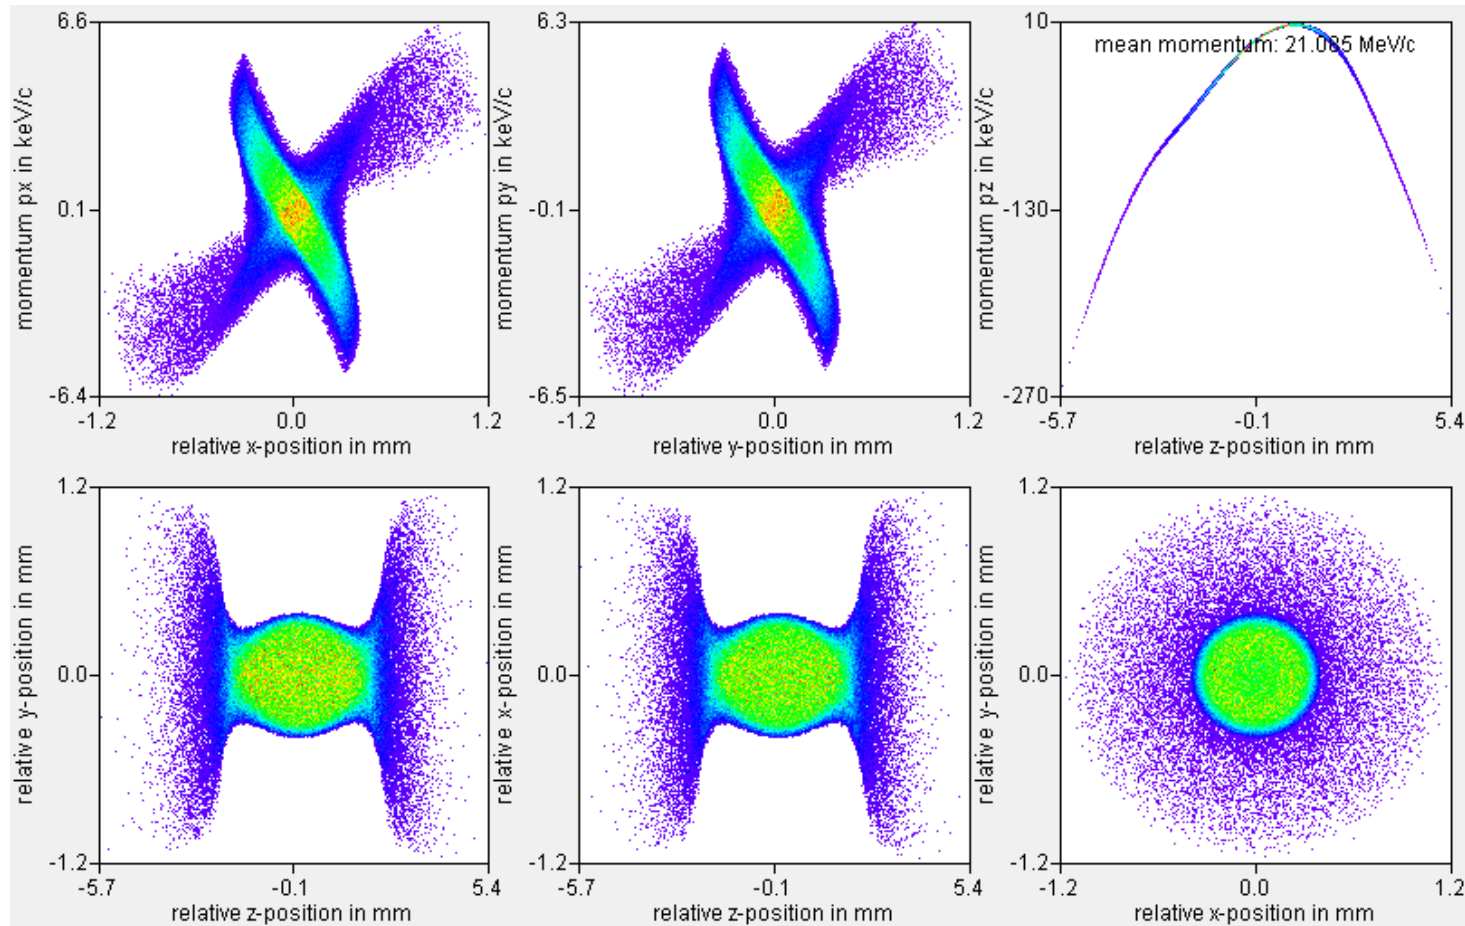 6.6
0.1
-6.4
-1.2
0.0
1.2
momentum px in keV/c
relative x-position in mm
6.3
-0.1
-6.5
-1.2
0.0
1.2
momentum py in keV/c
relative y-position in mm
10
-130
-270
-5.7
-0.1
5.4
mean momentum: 21.085 MeV/c
momentum pz in keV/c
relative z-position in mm
1.2
0.0
-1.2
-5.7
-0.1
5.4
relative y-position in mm
relative z-position in mm
1.2
0.0
-1.2
-5.7
-0.1
5.4
relative x-position in mm
relative z-position in mm
1.2
0.0
-1.2
-1.2
0.0
1.2
relative y-position in mm
relative x-position in mm